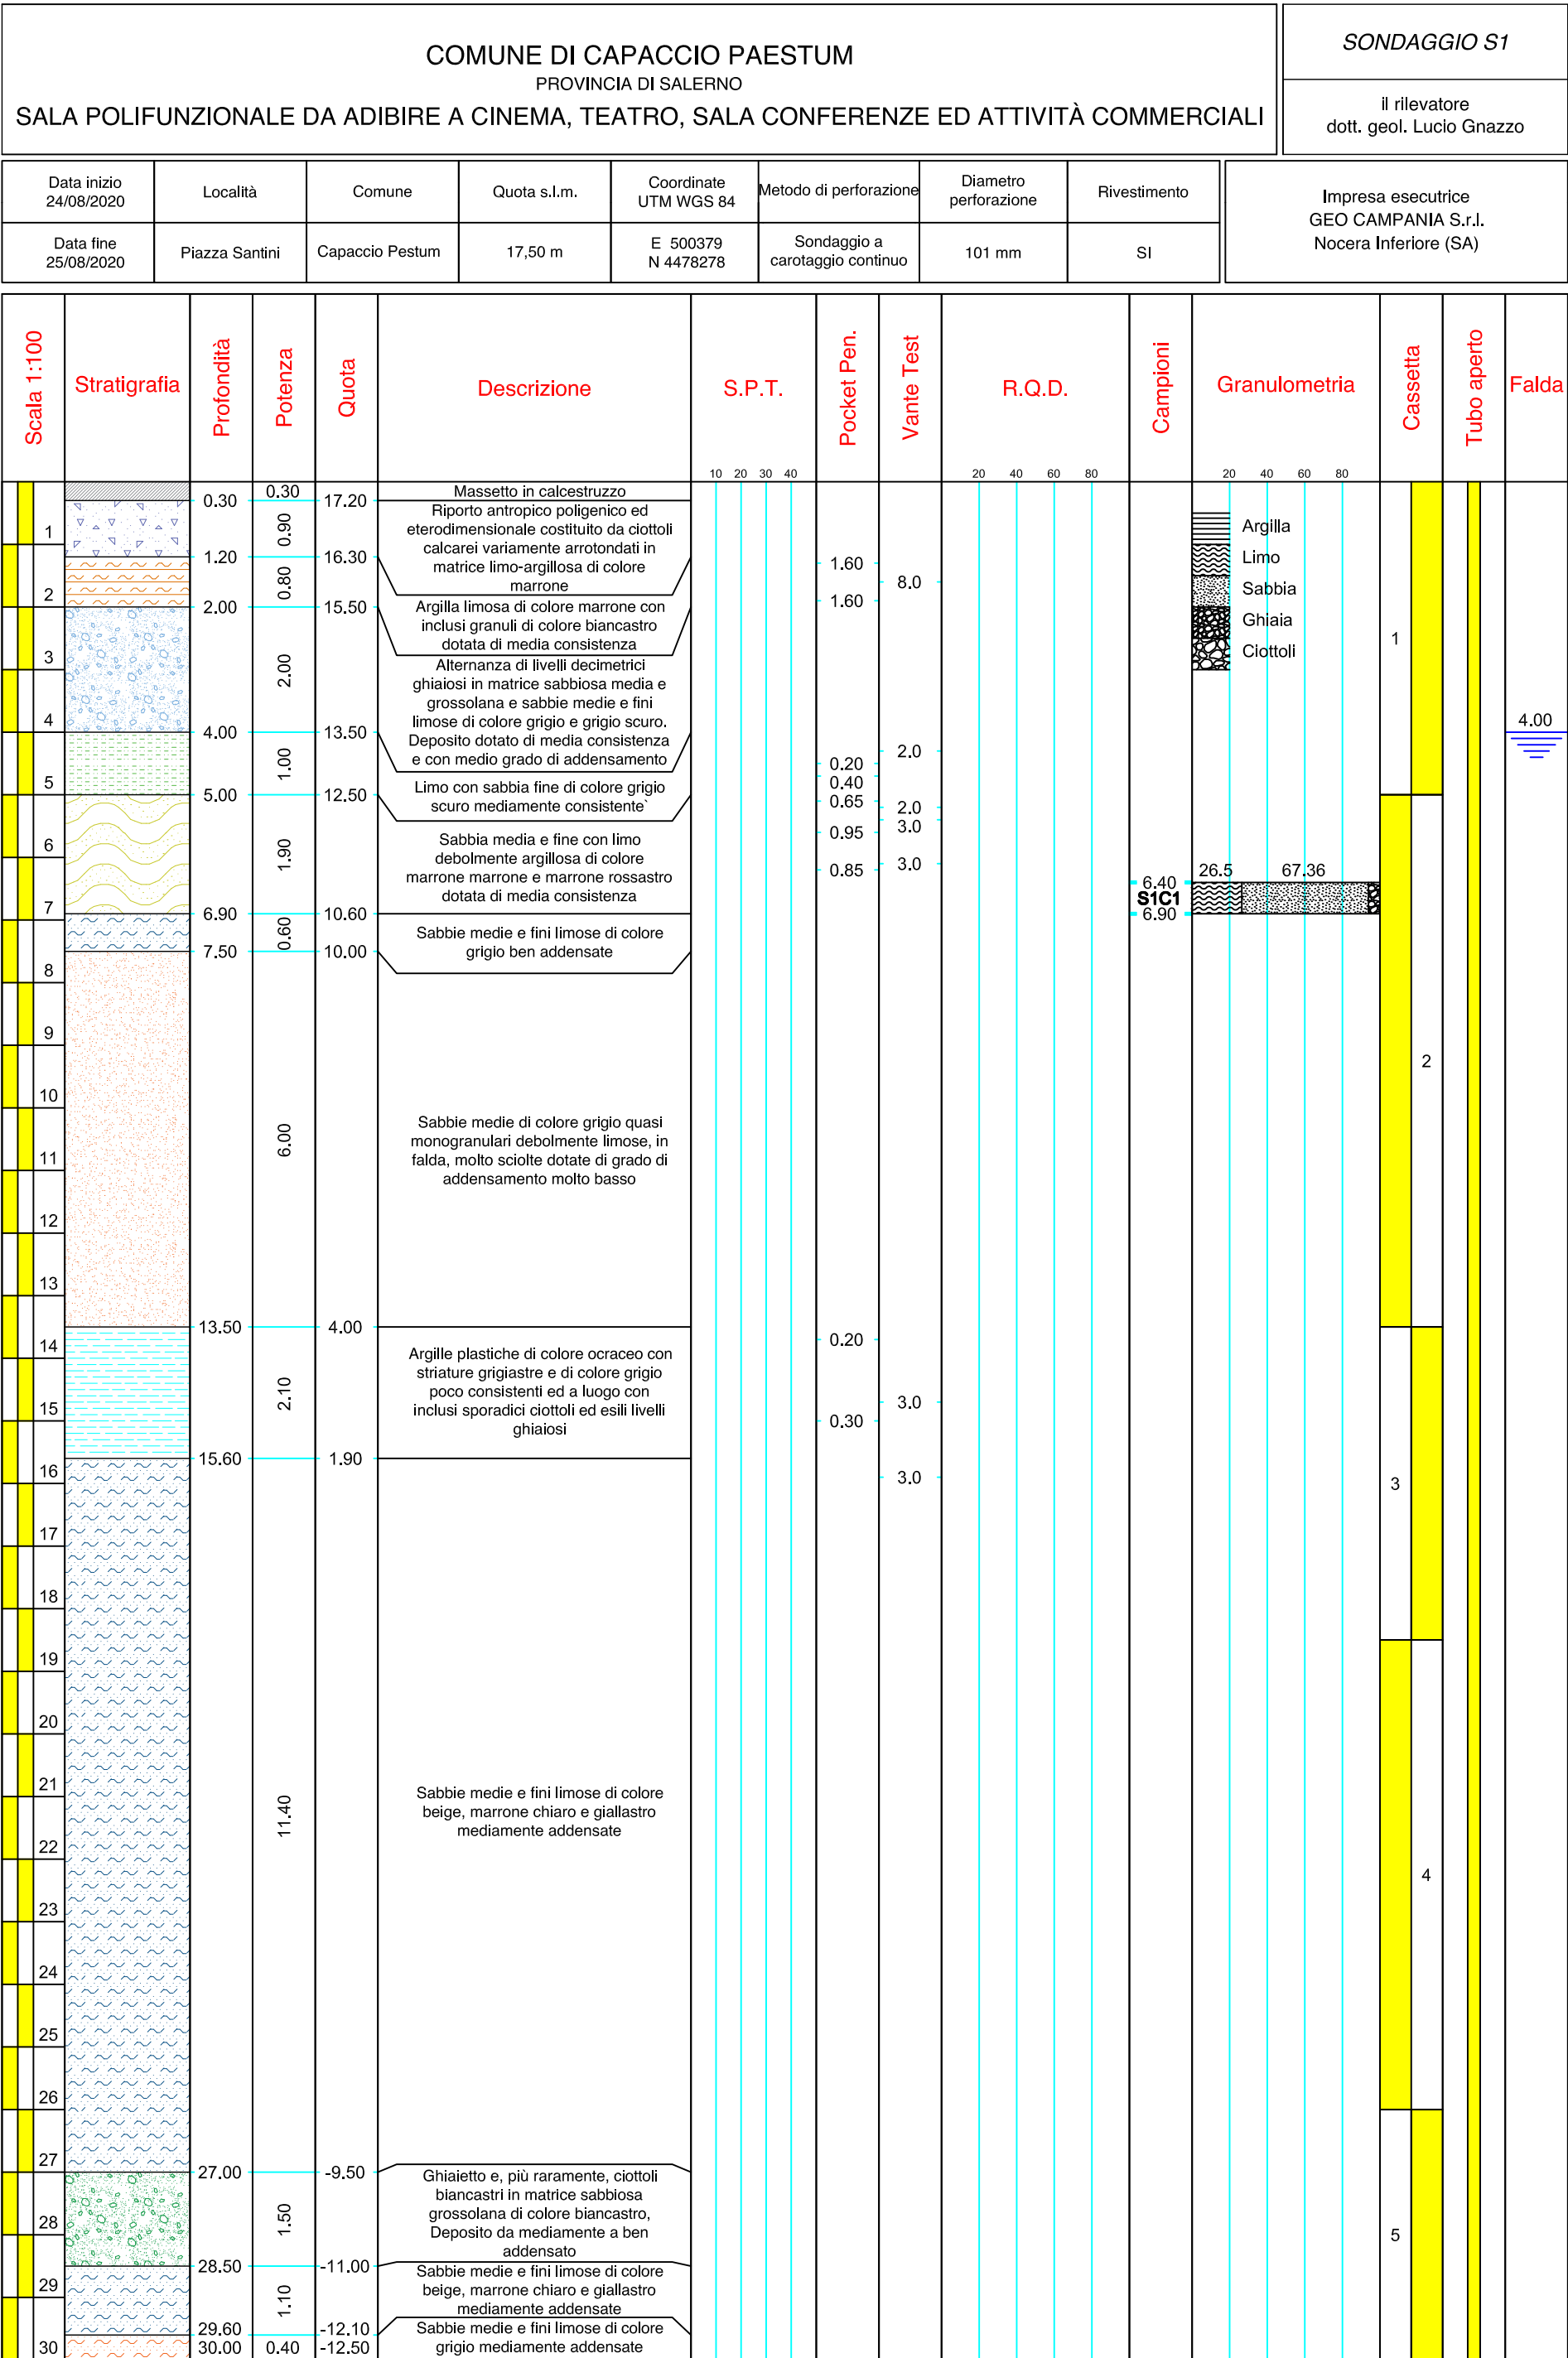 COMUNE DI CAPACCIO PAESTUM
PROVINCIA DI SALERNO
SALA POLIFUNZIONALE DA ADIBIRE A CINEMA, TEATRO, SALA CONFERENZE ED ATTIVITÀ COMMERCIALI
SONDAGGIO S1
il rilevatore
dott. geol. Lucio Gnazzo
Data inizio
24/08/2020
Località
Comune
Quota s.l.m.
Coordinate
UTM WGS 84
Metodo di perforazione
Diametro
perforazione
Rivestimento
Data fine
25/08/2020
Piazza Santini
Capaccio Pestum
17,50 m
E 500379
N 4478278
Sondaggio a
carotaggio continuo
101 mm
SI
Impresa esecutrice
GEO CAMPANIA S.r.l.
Nocera Inferiore (SA)
Scala 1:100
Stratigrafia
Profondità
Potenza
Quota
Descrizione
S.P.T.
Pocket Pen.
Vante Test
R.Q.D.
Campioni
Granulometria
Cassetta
Tubo aperto
Falda
10 20 30 40
20 40 60 80
20 40 60 80
1
2
3
4
5
6
7
8
9
10
11
12
13
14
15
16
17
18
19
20
21
22
23
24
25
26
27
28
29
30
0.30
1.20
2.00
4.00
5.00
6.90
7.50
13.50
15.60
27.00
28.50
29.60
30.00
0.30
0.90
0.80
2.00
1.00
1.90
0.60
6.00
2.10
11.40
1.50
1.10
0.40
17.20
16.30
15.50
13.50
12.50
10.60
10.00
4.00
1.90
-9.50
-11.00
-12.10
-12.50
Massetto in calcestruzzo
Riporto antropico poligenico ed
eterodimensionale costituito da ciottoli
calcarei variamente arrotondati in
matrice limo-argillosa di colore
marrone
Argilla limosa di colore marrone con
inclusi granuli di colore biancastro
dotata di media consistenza
Alternanza di livelli decimetrici
ghiaiosi in matrice sabbiosa media e
grossolana e sabbie medie e fini
limose di colore grigio e grigio scuro.
Deposito dotato di media consistenza
e con medio grado di addensamento
Limo con sabbia fine di colore grigio
scuro mediamente consistente`
Sabbia media e fine con limo
debolmente argillosa di colore
marrone marrone e marrone rossastro
dotata di media consistenza
Sabbie medie e fini limose di colore
grigio ben addensate
Sabbie medie di colore grigio quasi
monogranulari debolmente limose, in
falda, molto sciolte dotate di grado di
addensamento molto basso
Argille plastiche di colore ocraceo con
striature grigiastre e di colore grigio
poco consistenti ed a luogo con
inclusi sporadici ciottoli ed esili livelli
ghiaiosi
Sabbie medie e fini limose di colore
beige, marrone chiaro e giallastro
mediamente addensate
Ghiaietto e, più raramente, ciottoli
biancastri in matrice sabbiosa
grossolana di colore biancastro,
Deposito da mediamente a ben
addensato
Sabbie medie e fini limose di colore
beige, marrone chiaro e giallastro
mediamente addensate
Sabbie medie e fini limose di colore
grigio mediamente addensate
1.60
1.60
0.20
0.40
0.65
0.95
0.85
0.20
0.30
8.0
2.0
2.0
3.0
3.0
3.0
3.0
6.40
S1C1
6.90
Argilla
Limo
Sabbia
Ghiaia
Ciottoli
26.5 67.36
1
2
3
4
5
4.00